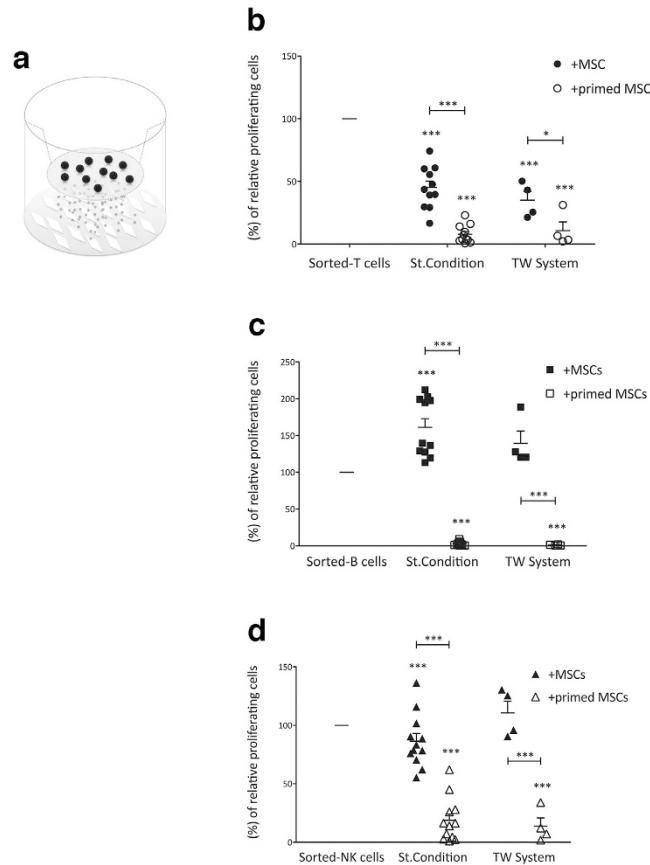 a
b
(%) of relative proliferating cells
150
100
50
0
+MSC
+primed MSC
***
***
***
*
***
***
Sorted-T cells
St.Condition
TW System
c
(%) of relative proliferating cells
250
200
150
100
50
0
+MSCs
+primed MSCs
***
***
***
***
***
Sorted-B cells
St.Condition
TW System
d
(%) of relative proliferating cells
150
100
50
0
+MSCs
+primed MSCs
***
***
***
***
***
Sorted-NK cells
St.Condition
TW System